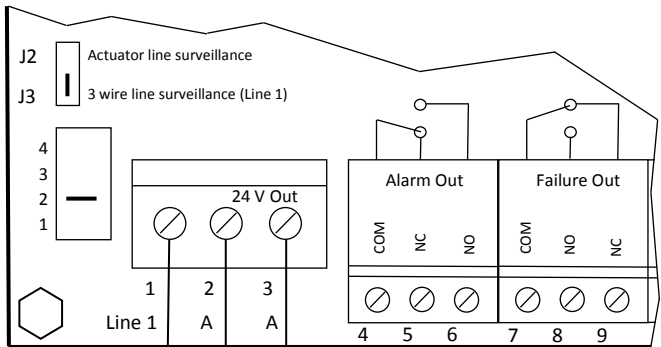 J2 Actuator line surveillance
J3 3 wire line surveillance (Line 1)
4
3
2
1
24 V Out
1 2 3
Line 1 A A
Alarm Out Failure Out
COM NC NO COM NO NC
4 5 6 7 8 9